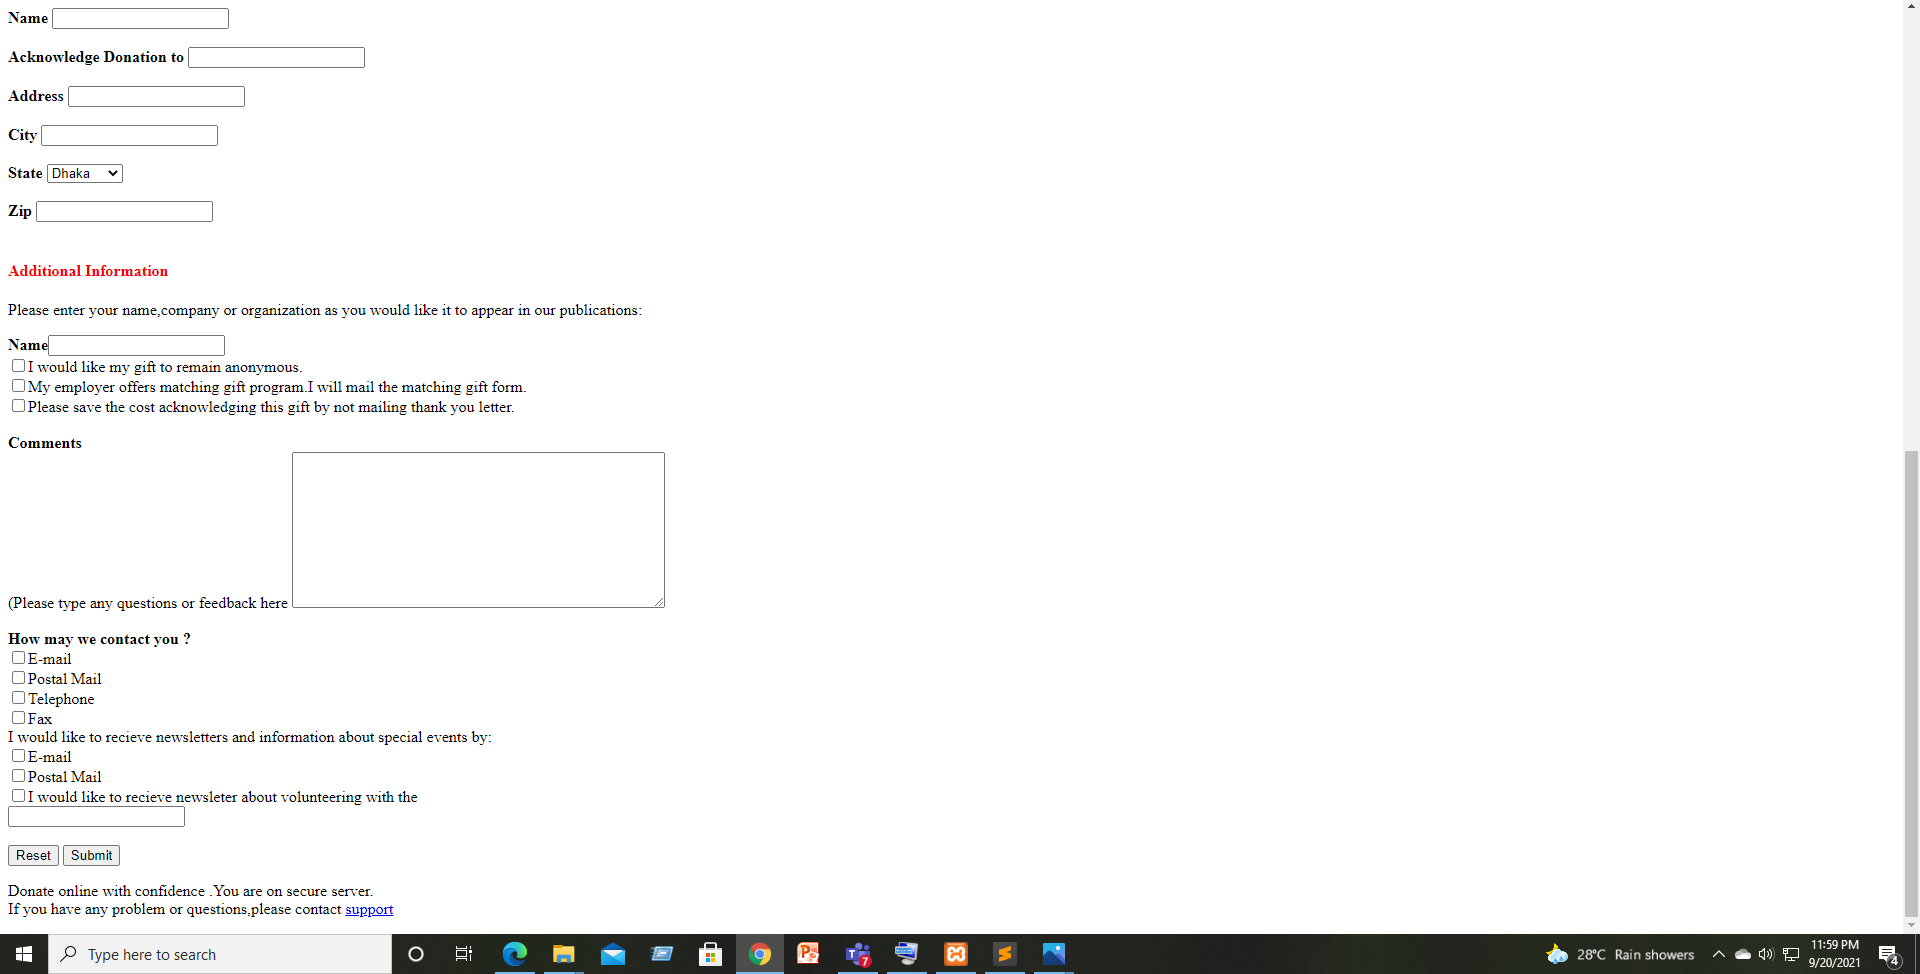 Name
Acknowledge Donation to
Address
City
State Dhaka
Zip
Additional Information
Please enter your name,company or organization as you would like it to appear in our publications:
Name
I would like my gift to remain anonymous.
My employer offers matching gift program.I will mail the matching gift form.
Please save the cost acknowledging this gift by not mailing thank you letter.
Comments
(Please type any questions or feedback here
How may we contact you ?
E-mail
Postal Mail
Telephone
Fax
I would like to recieve newsletters and information about special events by:
E-mail
Postal Mail
I would like to recieve newsleter about volunteering with the
Reset Submit
Donate online with confidence .You are on secure server.
If you have any problem or questions,please contact support
Type here to search
7
28°C Rain showers
11:59 PM
9/20/2021
4